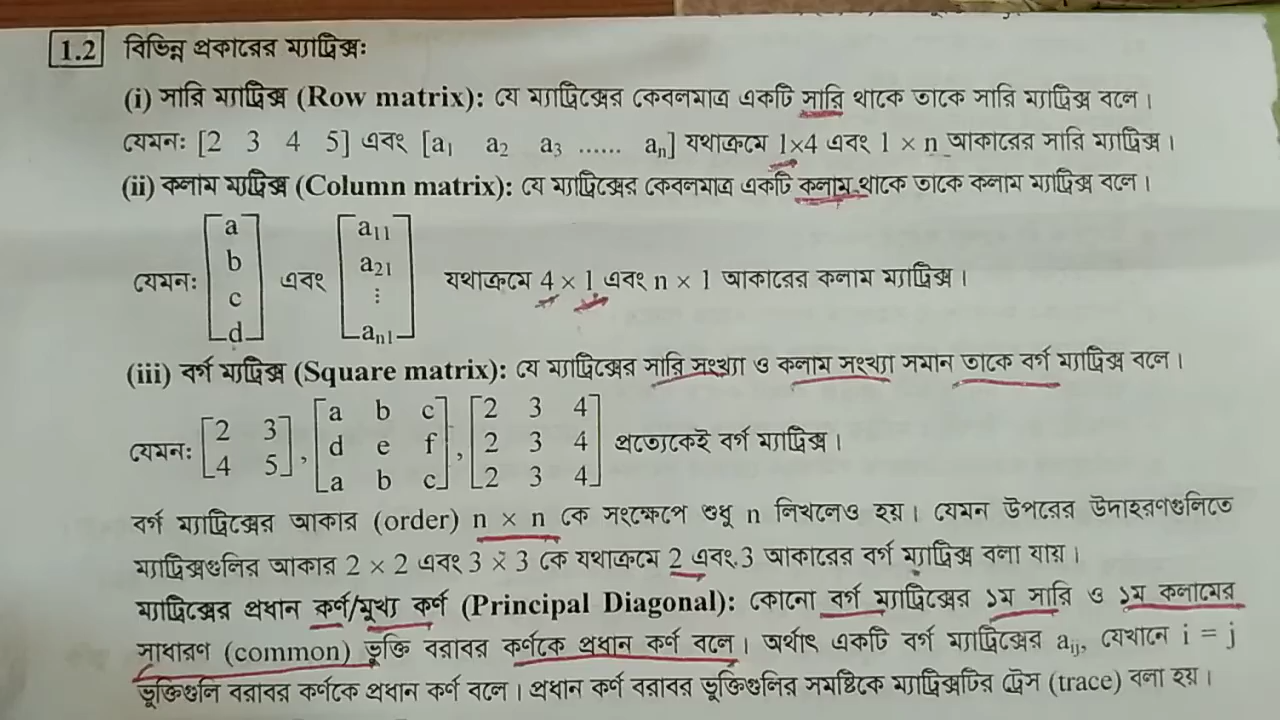 1.2 বিভিন্ন প্রকারের ম্যাট্রিক্সঃ
(i) সারি ম্যাট্রিক্স (Row matrix): যে ম্যাট্রিক্সের কেবলমাত্র একটি সারি থাকে তাকে সারি ম্যাট্রিক্স বলে।
যেমনঃ [2 3 4 5] এবং [a₁ a₂ a₃ ...... aₙ] যথাক্রমে 1×4 এবং 1 × n আকারের সারি ম্যাট্রিক্স।
(ii) কলাম ম্যাট্রিক্স (Column matrix): যে ম্যাট্রিক্সের কেবলমাত্র একটি কলাম থাকে তাকে কলাম ম্যাট্রিক্স বলে।
a a₁₁
b a₂₁
যেমনঃ এবং যথাক্রমে 4 × 1 এবং n × 1 আকারের কলাম ম্যাট্রিক্স।
c ⋮
d aₙ₁
(iii) বর্গ ম্যাট্রিক্স (Square matrix): যে ম্যাট্রিক্সের সারি সংখ্যা ও কলাম সংখ্যা সমান তাকে বর্গ ম্যাট্রিক্স বলে।
2 3 a b c 2 3 4
যেমনঃ , d e f , 2 3 4 প্রত্যেকেই বর্গ ম্যাট্রিক্স।
4 5 a b c 2 3 4
বর্গ ম্যাট্রিক্সের আকার (order) n × n কে সংক্ষেপে শুধু n লিখলেও হয়। যেমন উপরের উদাহরণগুলিতে
ম্যাট্রিক্সগুলির আকার 2 × 2 এবং 3 × 3 কে যথাক্রমে 2 এবং 3 আকারের বর্গ ম্যাট্রিক্স বলা যায়।
ম্যাট্রিক্সের প্রধান কর্ণ/মূখ্য কর্ণ (Principal Diagonal): কোনো বর্গ ম্যাট্রিক্সের ১ম সারি ও ১ম কলামের
সাধারণ (common) ভুক্তি বরাবর কর্ণকে প্রধান কর্ণ বলে। অর্থাৎ একটি বর্গ ম্যাট্রিক্সের aᵢⱼ, যেখানে i = j
ভুক্তিগুলি বরাবর কর্ণকে প্রধান কর্ণ বলে। প্রধান কর্ণ বরাবর ভুক্তিগুলির সমষ্টিকে ম্যাট্রিক্সটির ট্রেস (trace) বলা হয়।